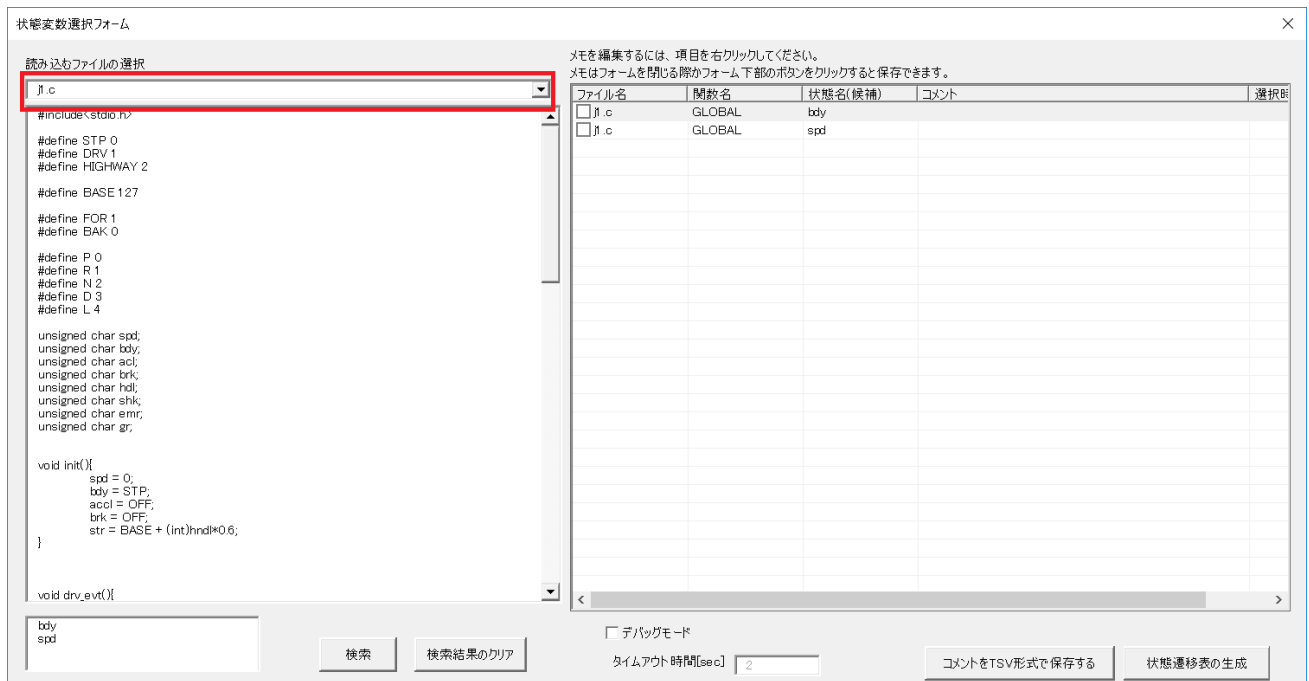 状態変数選択フォーム
読み込むファイルの選択
j1.c
#include<stdio.h>
#define STP 0
#define DRV 1
#define HIGHWAY 2
#define BASE 127
#define FOR 1
#define BAK 0
#define P 0
#define R 1
#define N 2
#define D 3
#define L 4
unsigned char spd;
unsigned char bdy;
unsigned char acl;
unsigned char brk;
unsigned char hdl;
unsigned char shk;
unsigned char emr;
unsigned char gr;
void init(){
spd = 0;
bdy = STP;
accl = OFF;
brk = OFF;
str = BASE + (int)hndl*0.6;
}
void drv_evt(){
bdy
spd
検索 検索結果のクリア
メモを編集するには、項目を右クリックしてください。
メモはフォームを閉じる際かフォーム下部のボタンをクリックすると保存できます。
ファイル名 関数名 状態名(候補) コメント 選択時
j1.c GLOBAL bdy
j1.c GLOBAL spd
デバッグモード
タイムアウト時間[sec] 2
コメントをTSV形式で保存する 状態遷移表の生成